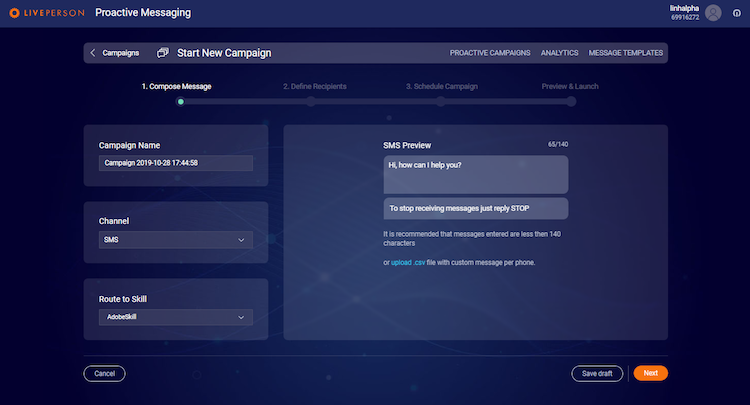 LIVEPERSON Proactive Messaging
linhalpha
69916272
Campaigns Start New Campaign PROACTIVE CAMPAIGNS ANALYTICS MESSAGE TEMPLATES
1. Compose Message 2. Define Recipients 3. Schedule Campaign Preview & Launch
Campaign Name
Campaign 2019-10-28 17:44:58
Channel
SMS
Route to Skill
AdobeSkill
SMS Preview 65/140
Hi, how can I help you?
To stop receiving messages just reply STOP
It is recommended that messages entered are less then 140
characters
or upload .csv file with custom message per phone.
Cancel Save draft Next